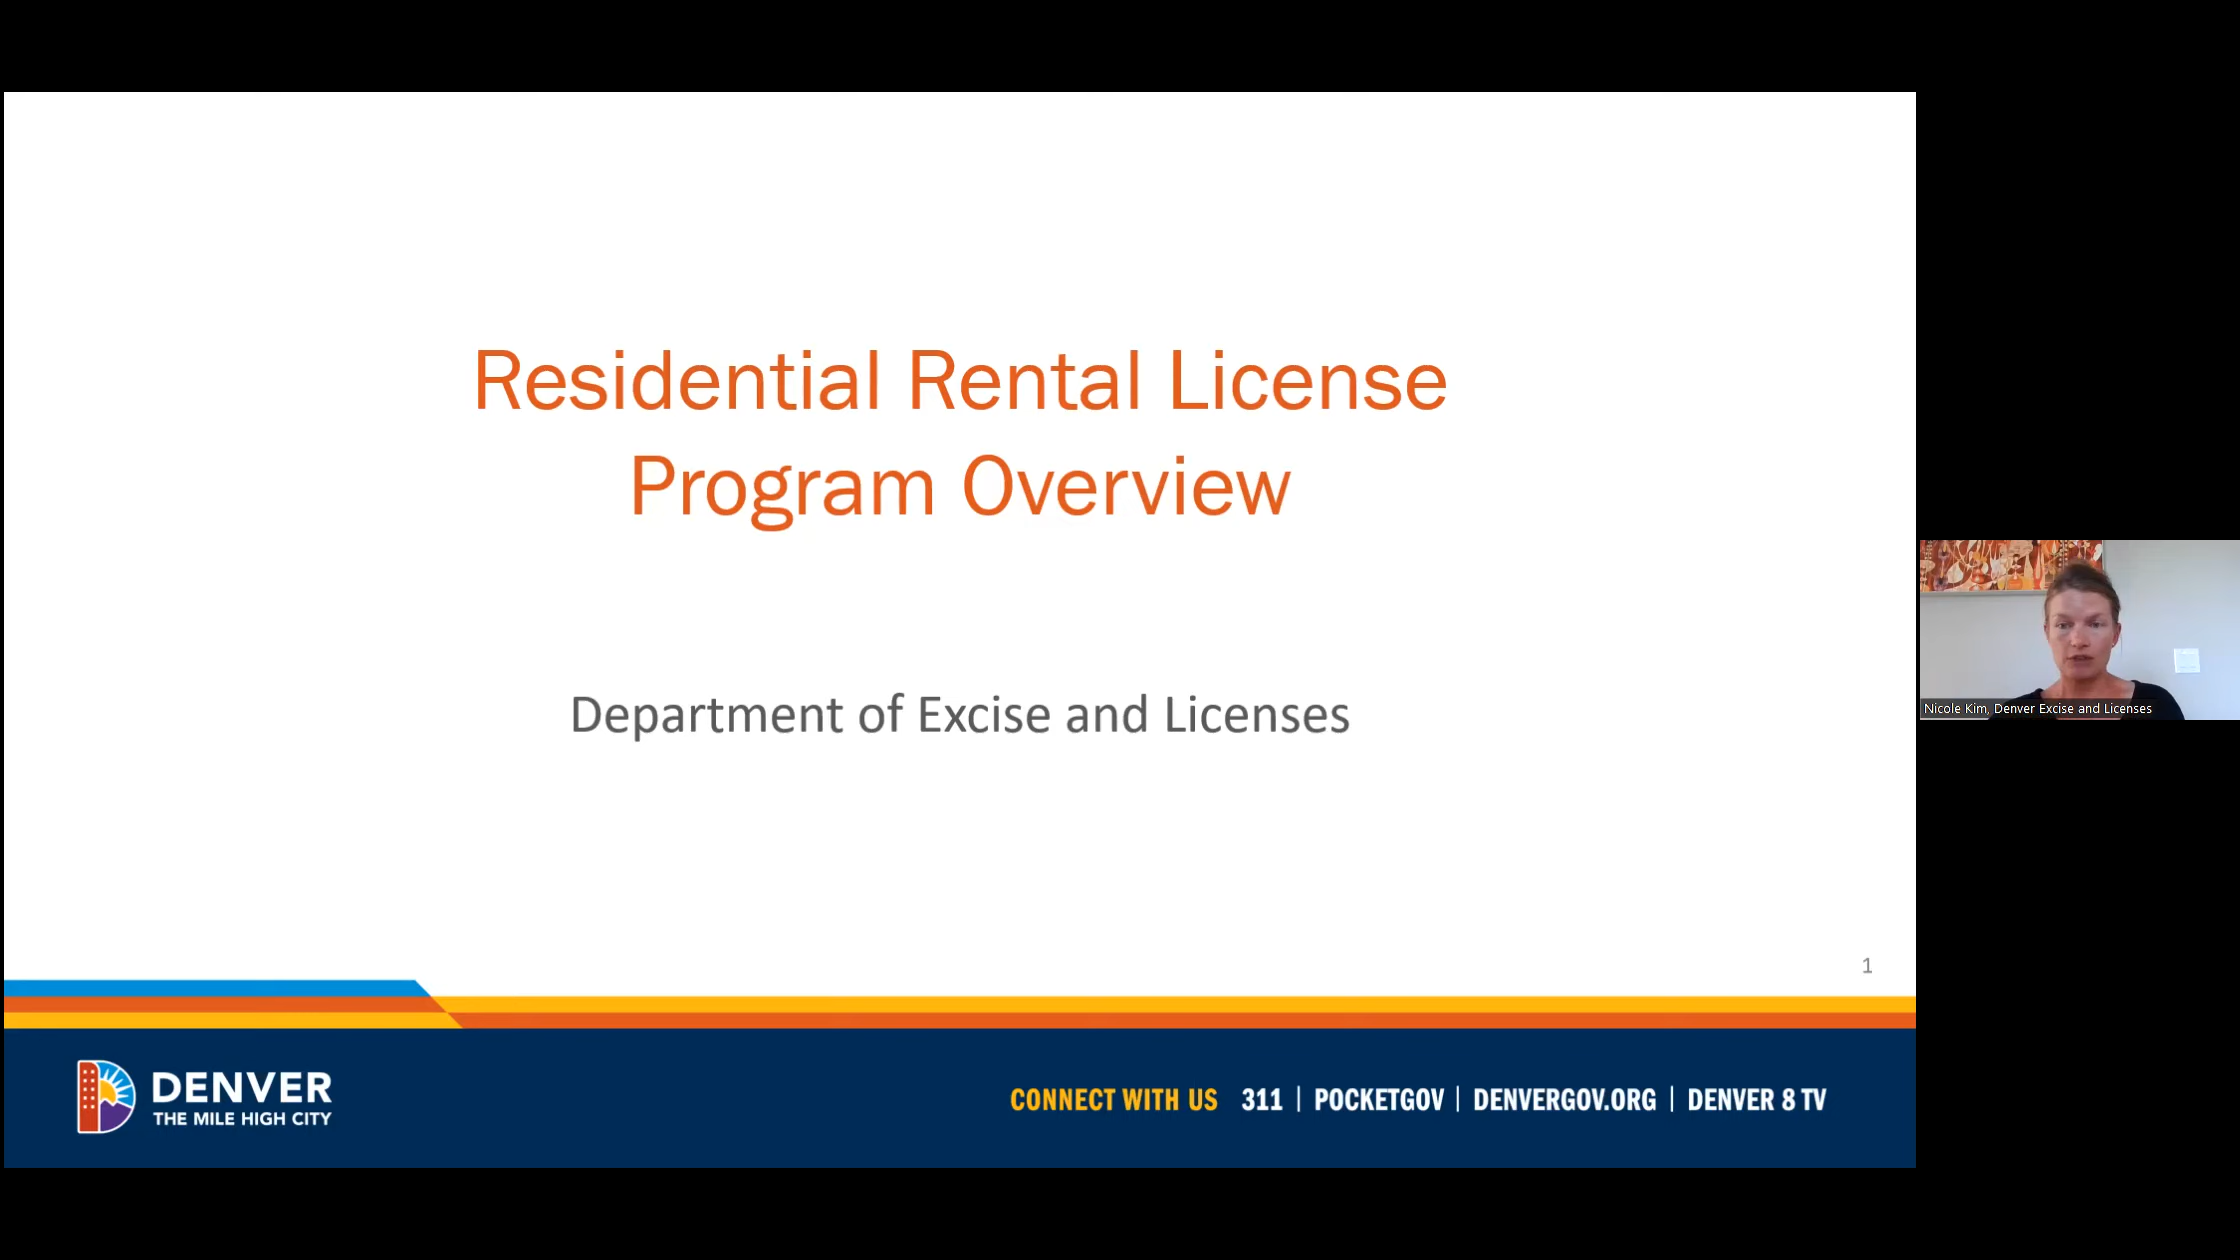 Residential Rental License
Program Overview
Department of Excise and Licenses
1
DENVER
THE MILE HIGH CITY
CONNECT WITH US 311 | POCKETGOV | DENVERGOV.ORG | DENVER 8 TV
Nicole Kim, Denver Excise and Licenses